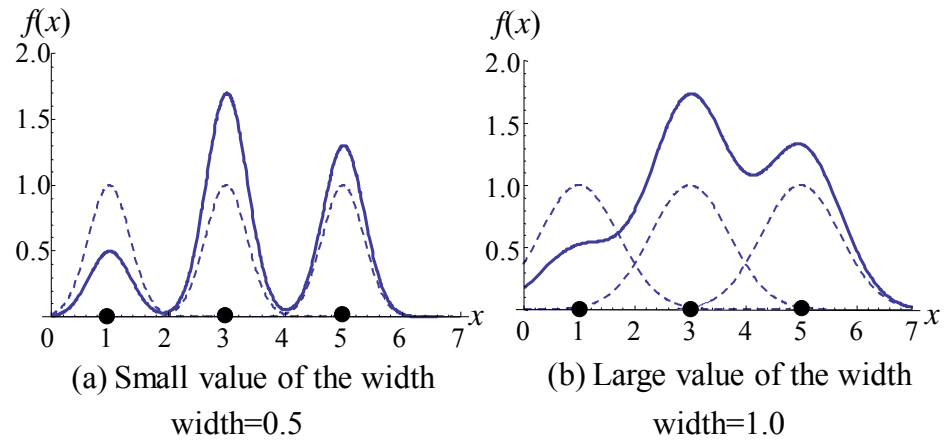 f(x)
2.0
1.5
1.0
0.5
0 1 2 3 4 5 6 7 x
(a) Small value of the width
width=0.5
f(x)
2.0
1.5
1.0
0.5
0 1 2 3 4 5 6 7 x
(b) Large value of the width
width=1.0